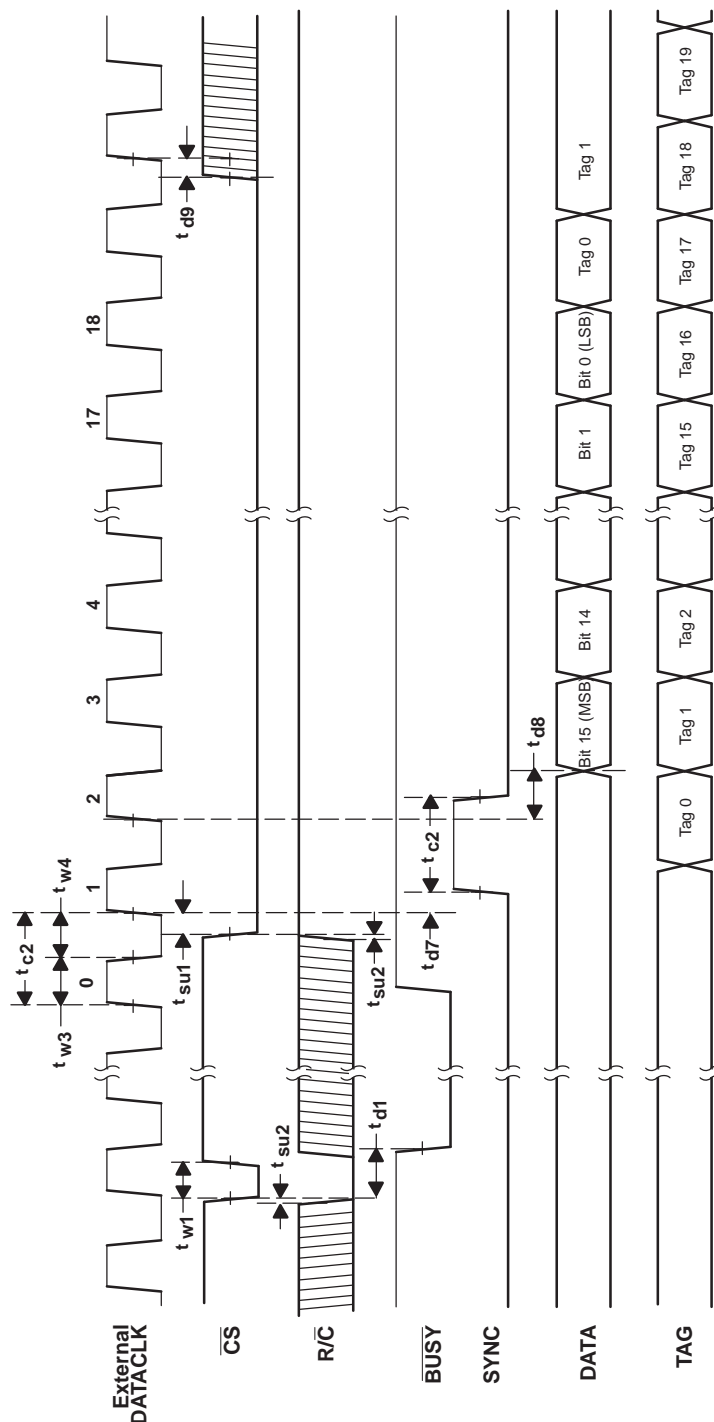 External
DATACLK
0
1
2
3
4
17
18
t w3
t c2
t w4
CS
t w1
t su1
t d9
R/C
t su2
t su2
BUSY
t d1
t d7
t c2
SYNC
t d8
DATA
Bit 15 (MSB)
Bit 14
Bit 1
Bit 0 (LSB)
Tag 0
Tag 1
TAG
Tag 0
Tag 1
Tag 2
Tag 15
Tag 16
Tag 17
Tag 18
Tag 19